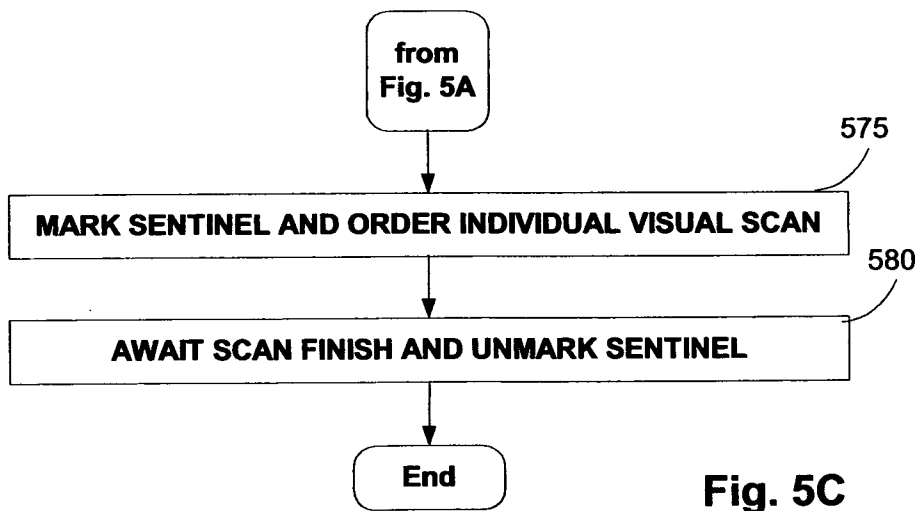 from
Fig. 5A
575
MARK SENTINEL AND ORDER INDIVIDUAL VISUAL SCAN
580
AWAIT SCAN FINISH AND UNMARK SENTINEL
End
Fig. 5C